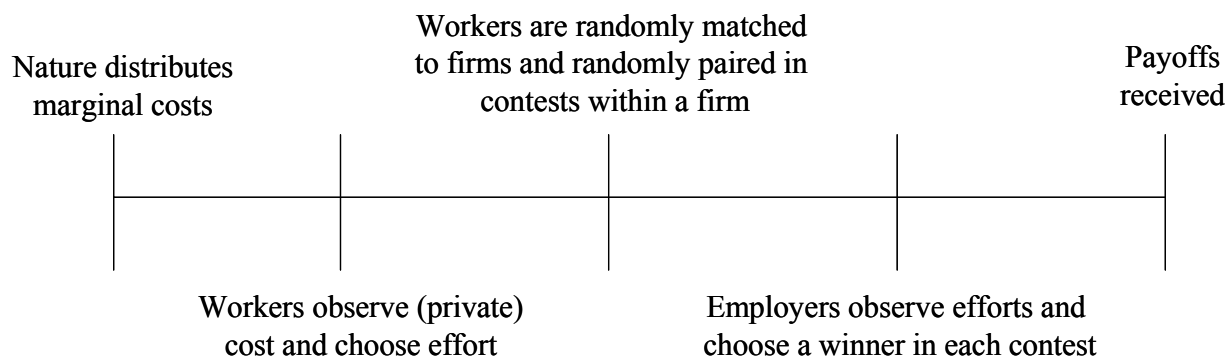 Nature distributes
marginal costs
Workers observe (private)
cost and choose effort
Workers are randomly matched
to firms and randomly paired in
contests within a firm
Employers observe efforts and
choose a winner in each contest
Payoffs
received